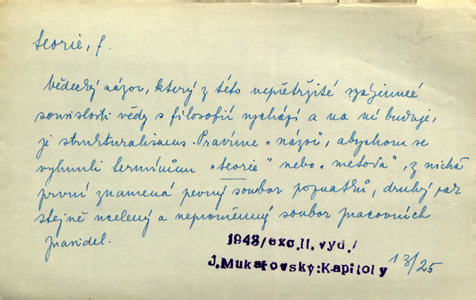 teorie, f.
Vědecký názor, který z této nepřetržité vzájemné
souvislosti vědy s filosofií vychází a na ní buduje,
je strukturalismus. Pravíme „názor", abychom se
vyhnuli termínům „teorie" nebo „metoda", z nichž
první znamená pevný soubor poznatků, druhý pak
stejně ucelený a neproměnný soubor pracovních
pravidel.
1948/exc.II.vyd./
J.Mukařovský:Kapitoly 13/25